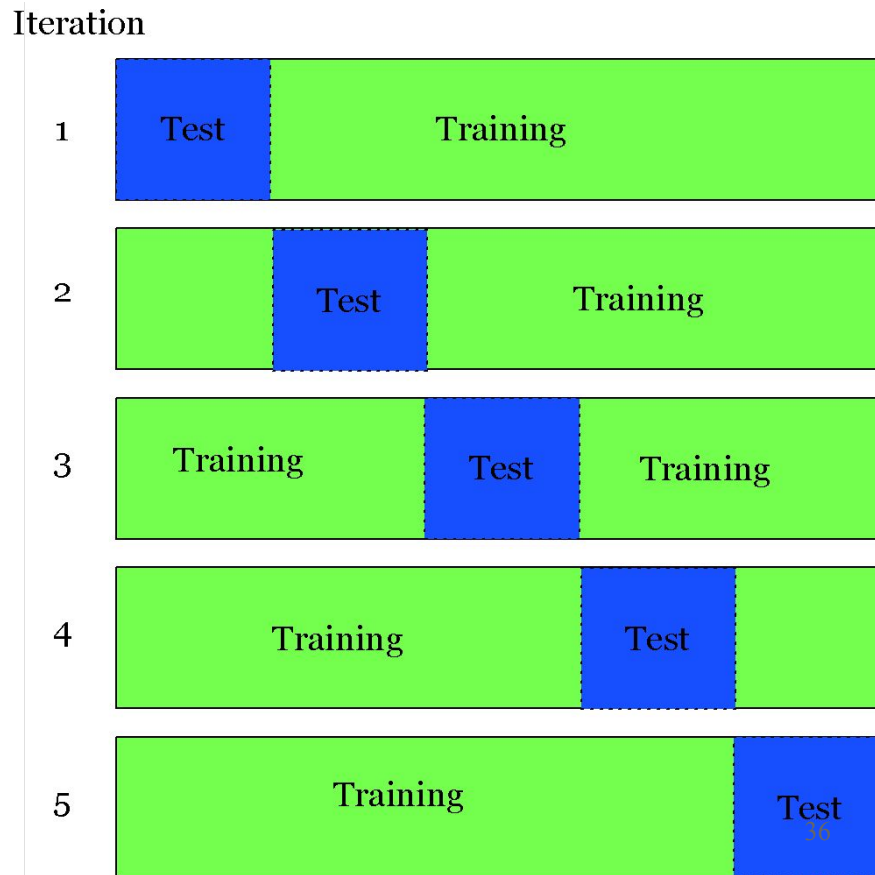 Iteration
1 Test Training
2 Test Training
3 Training Test Training
4 Training Test
5 Training Test
36